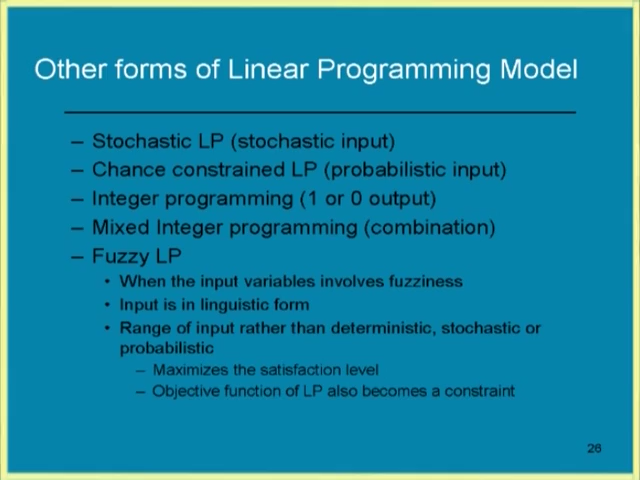 Other forms of Linear Programming Model
– Stochastic LP (stochastic input)
– Chance constrained LP (probabilistic input)
– Integer programming (1 or 0 output)
– Mixed Integer programming (combination)
– Fuzzy LP
• When the input variables involves fuzziness
• Input is in linguistic form
• Range of input rather than deterministic, stochastic or
probabilistic
– Maximizes the satisfaction level
– Objective function of LP also becomes a constraint
26